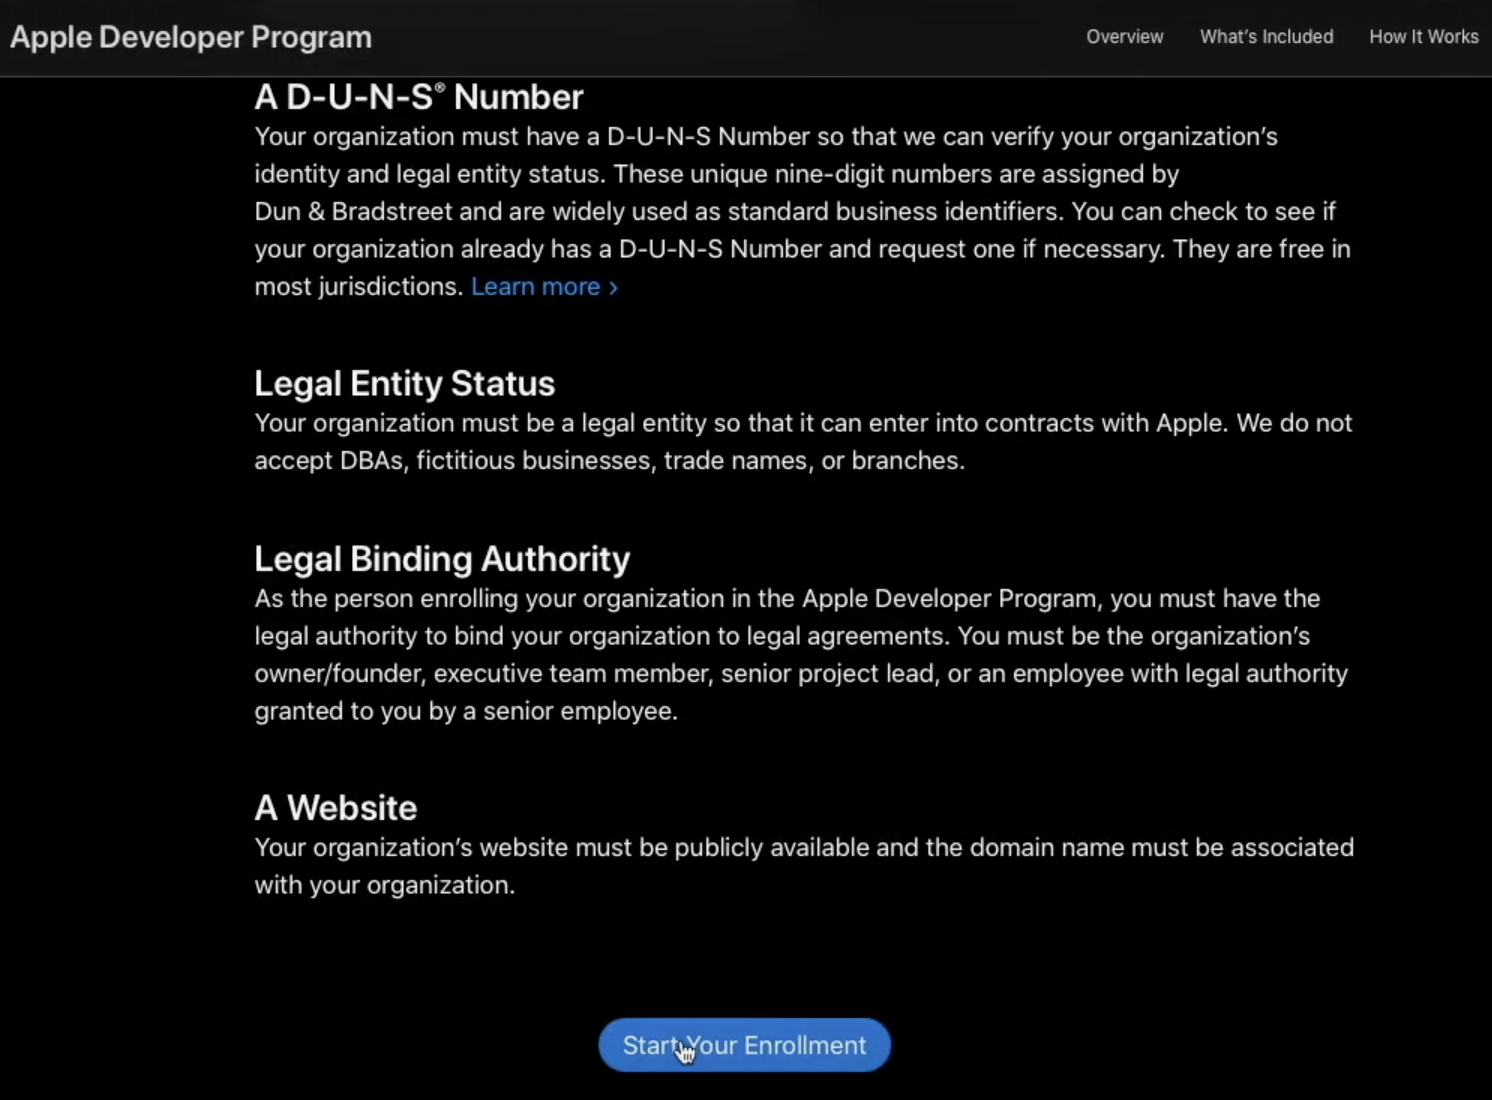 Apple Developer Program
Overview
What's Included
How It Works
A D-U-N-S® Number
Your organization must have a D-U-N-S Number so that we can verify your organization's
identity and legal entity status. These unique nine-digit numbers are assigned by
Dun & Bradstreet and are widely used as standard business identifiers. You can check to see if
your organization already has a D-U-N-S Number and request one if necessary. They are free in
most jurisdictions. Learn more >
Legal Entity Status
Your organization must be a legal entity so that it can enter into contracts with Apple. We do not
accept DBAs, fictitious businesses, trade names, or branches.
Legal Binding Authority
As the person enrolling your organization in the Apple Developer Program, you must have the
legal authority to bind your organization to legal agreements. You must be the organization's
owner/founder, executive team member, senior project lead, or an employee with legal authority
granted to you by a senior employee.
A Website
Your organization's website must be publicly available and the domain name must be associated
with your organization.
Start Your Enrollment